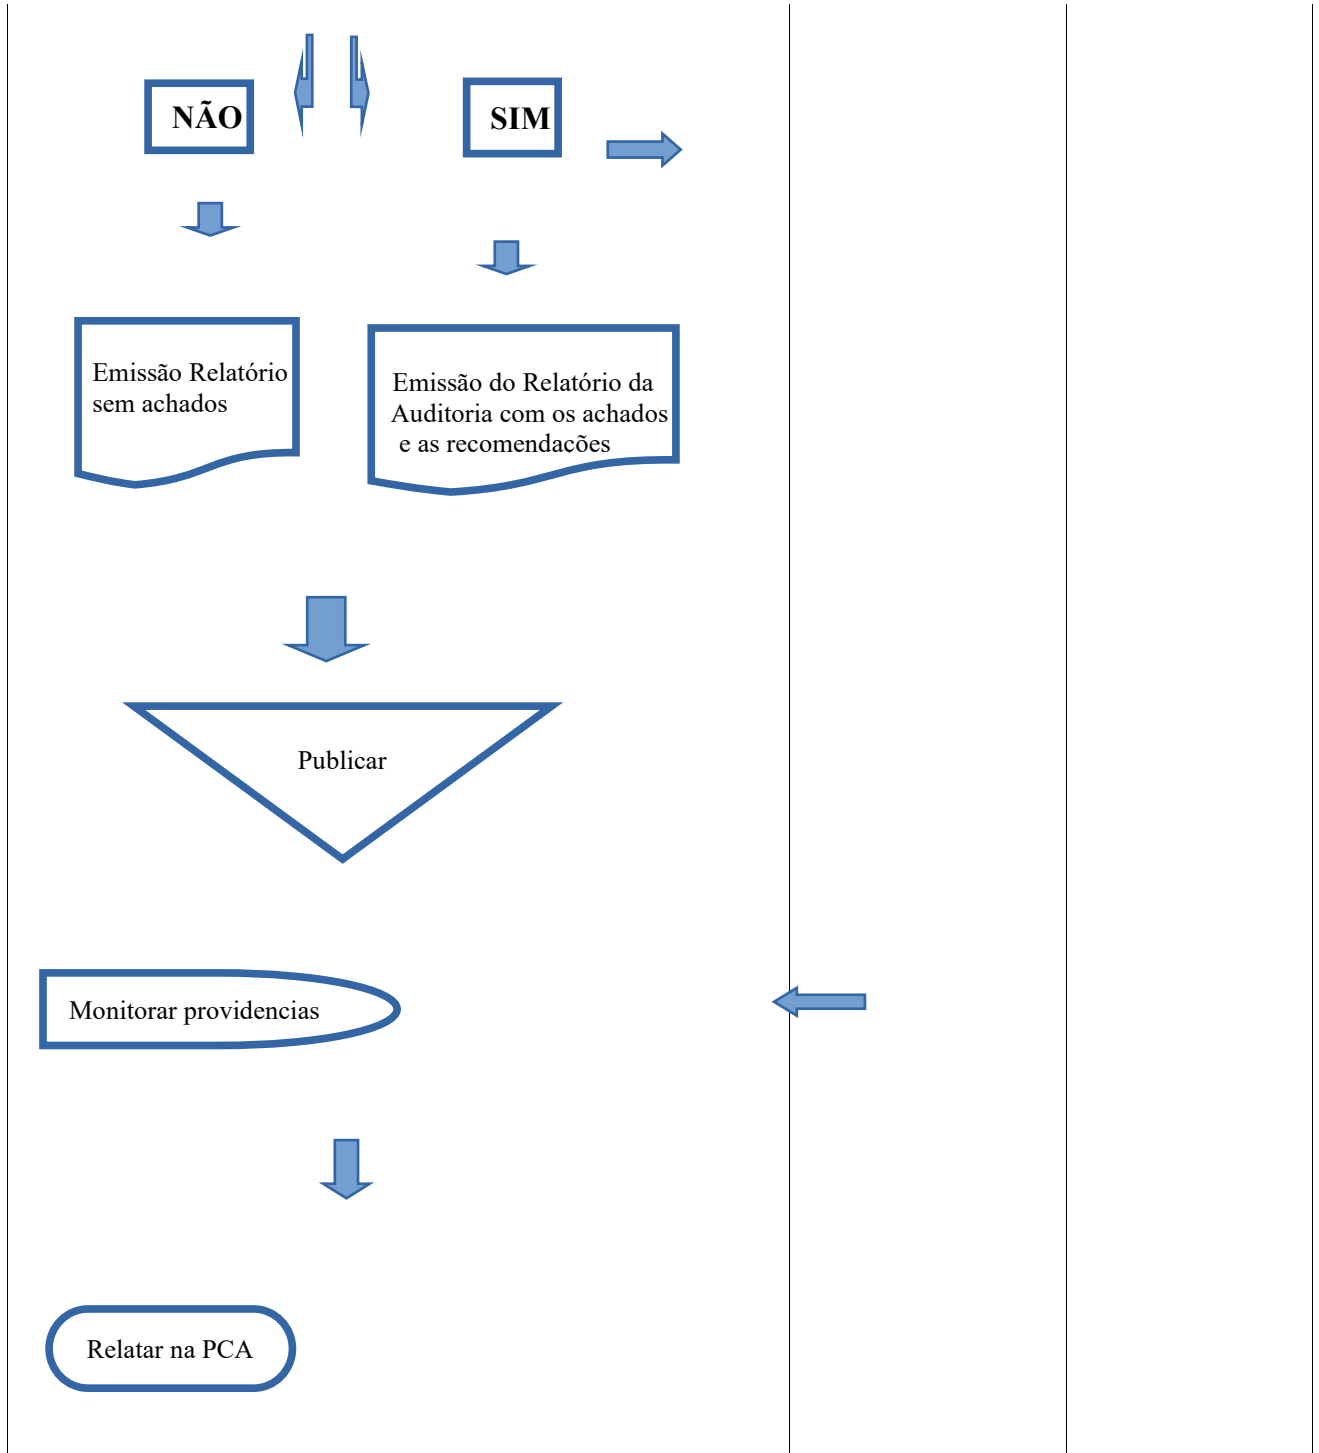 NÃO
SIM
Emissão Relatório
sem achados
Emissão do Relatório da
Auditoria com os achados
e as recomendacões
Publicar
Monitorar providencias
Relatar na PCA